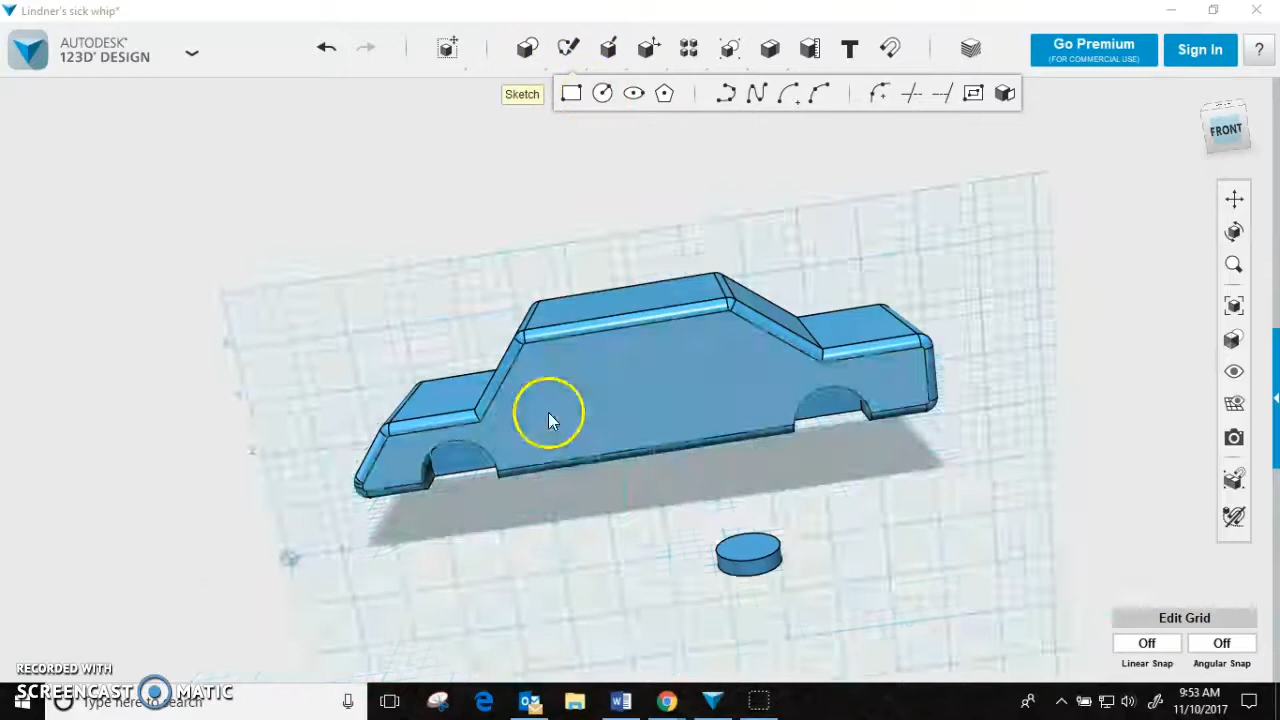 Lindner's sick whip*
AUTODESK®
123D® DESIGN
Go Premium
(FOR COMMERCIAL USE)
Sign In
?
Sketch
T
FRONT
Edit Grid
Off
Off
Linear Snap
Angular Snap
RECORDED WITH
SCREENCAST MATIC
Type here to search
9:53 AM
11/10/2017